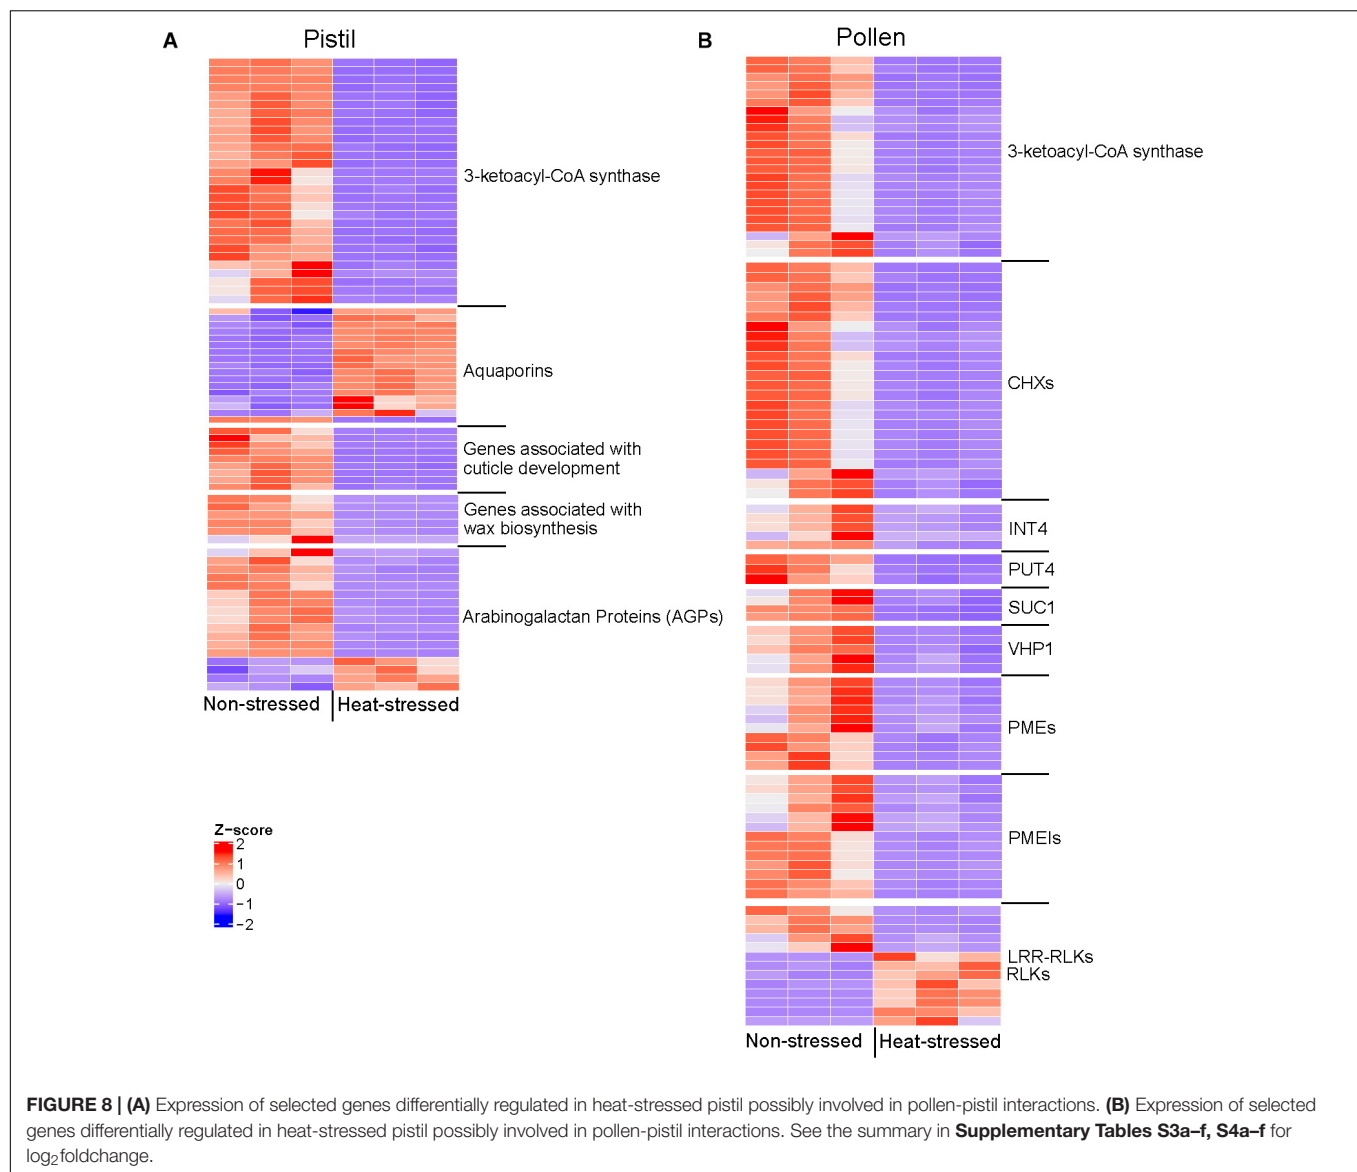 A
Pistil
3-ketoacyl-CoA synthase
Aquaporins
Genes associated with
cuticle development
Genes associated with
wax biosynthesis
Arabinogalactan Proteins (AGPs)
Non-stressed
Heat-stressed
Z−score
2
1
0
−1
−2
B
Pollen
3-ketoacyl-CoA synthase
CHXs
INT4
PUT4
SUC1
VHP1
PMEs
PMEIs
LRR-RLKs
RLKs
Non-stressed
Heat-stressed
FIGURE 8 | (A) Expression of selected genes differentially regulated in heat-stressed pistil possibly involved in pollen-pistil interactions. (B) Expression of selected
genes differentially regulated in heat-stressed pistil possibly involved in pollen-pistil interactions. See the summary in Supplementary Tables S3a–f, S4a–f for
log₂foldchange.